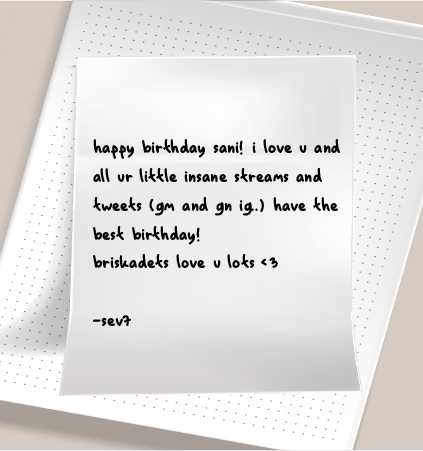 happy birthday sani! i love u and
all ur little insane streams and
tweets (gm and gn ig..) have the
best birthday!
briskadets love u lots <3
-sev7